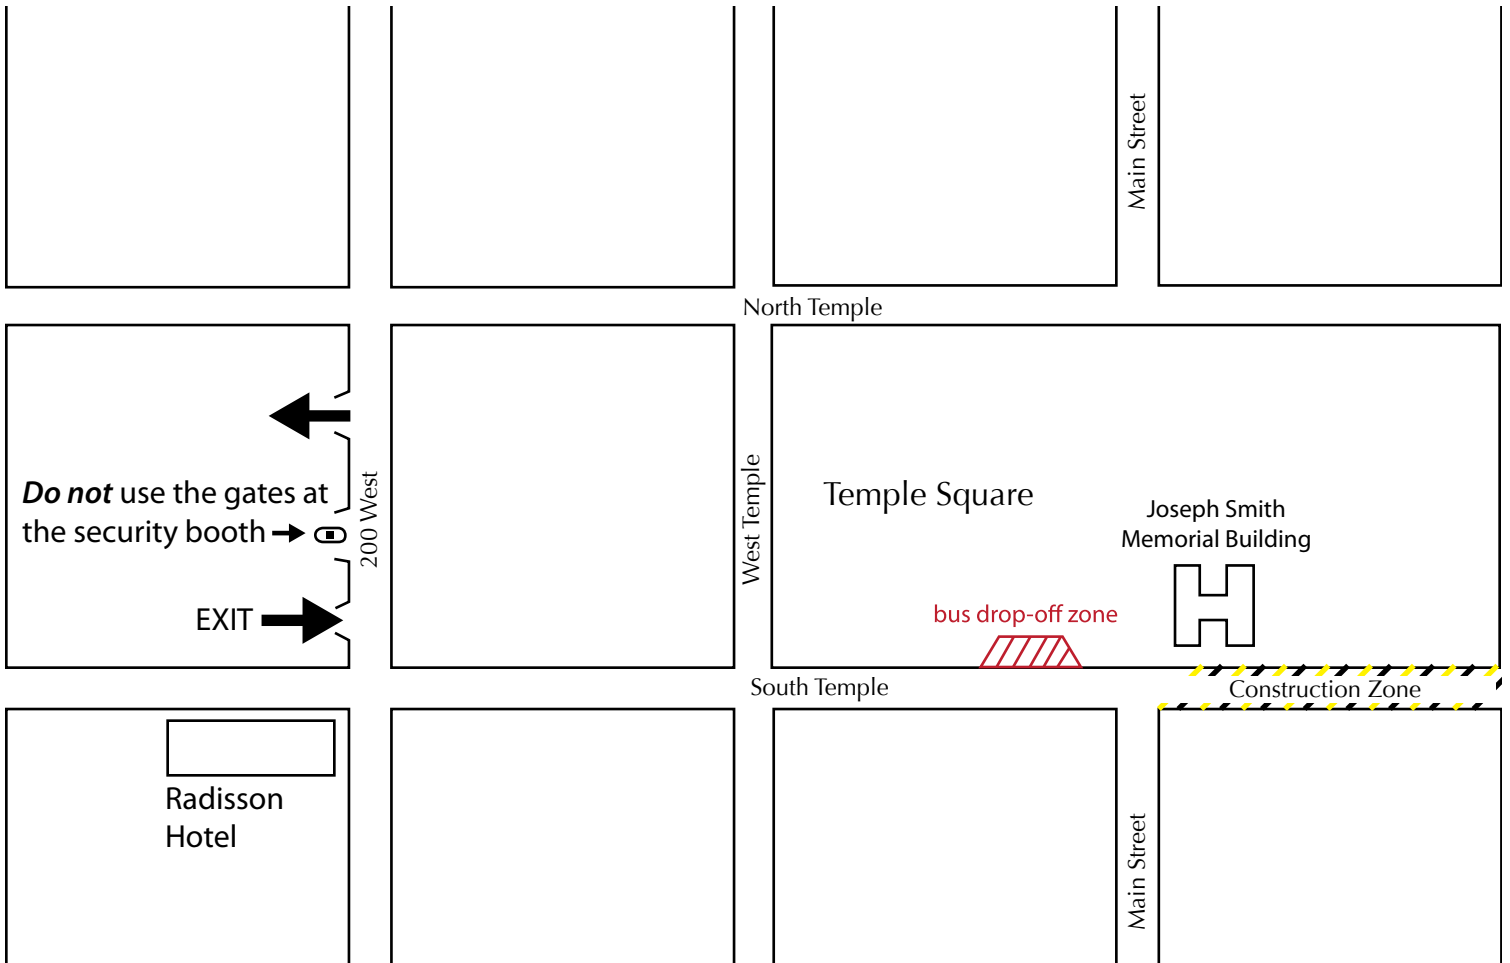 Main Street
North Temple
Do not use the gates at
the security booth
200 West
EXIT
West Temple
Temple Square
Joseph Smith
Memorial Building
bus drop-off zone
South Temple
Construction Zone
Radisson
Hotel
Main Street